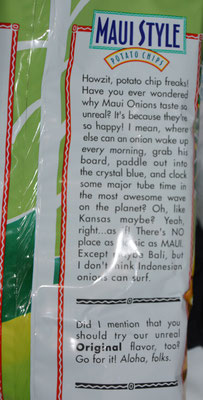 MAUI STYLE
POTATO CHIPS
Howzit, potato chip freaks!
Have you ever wondered
why Maui Onions taste so
unreal? It's because they're
so happy! I mean, where
else can an onion wake up
every morning, grab his
board, paddle out into
the crystal blue, and clock
some major tube time in
the most awesome wave
on the planet? Oh, like
Kansas maybe? Yeah,
right...as if! There's NO
place as as MAUI.
Except maybe Bali, but
I don't think Indonesian
onions can surf.
Did I mention that you
should try our unreal
Original flavor, too?
Go for it! Aloha, folks.